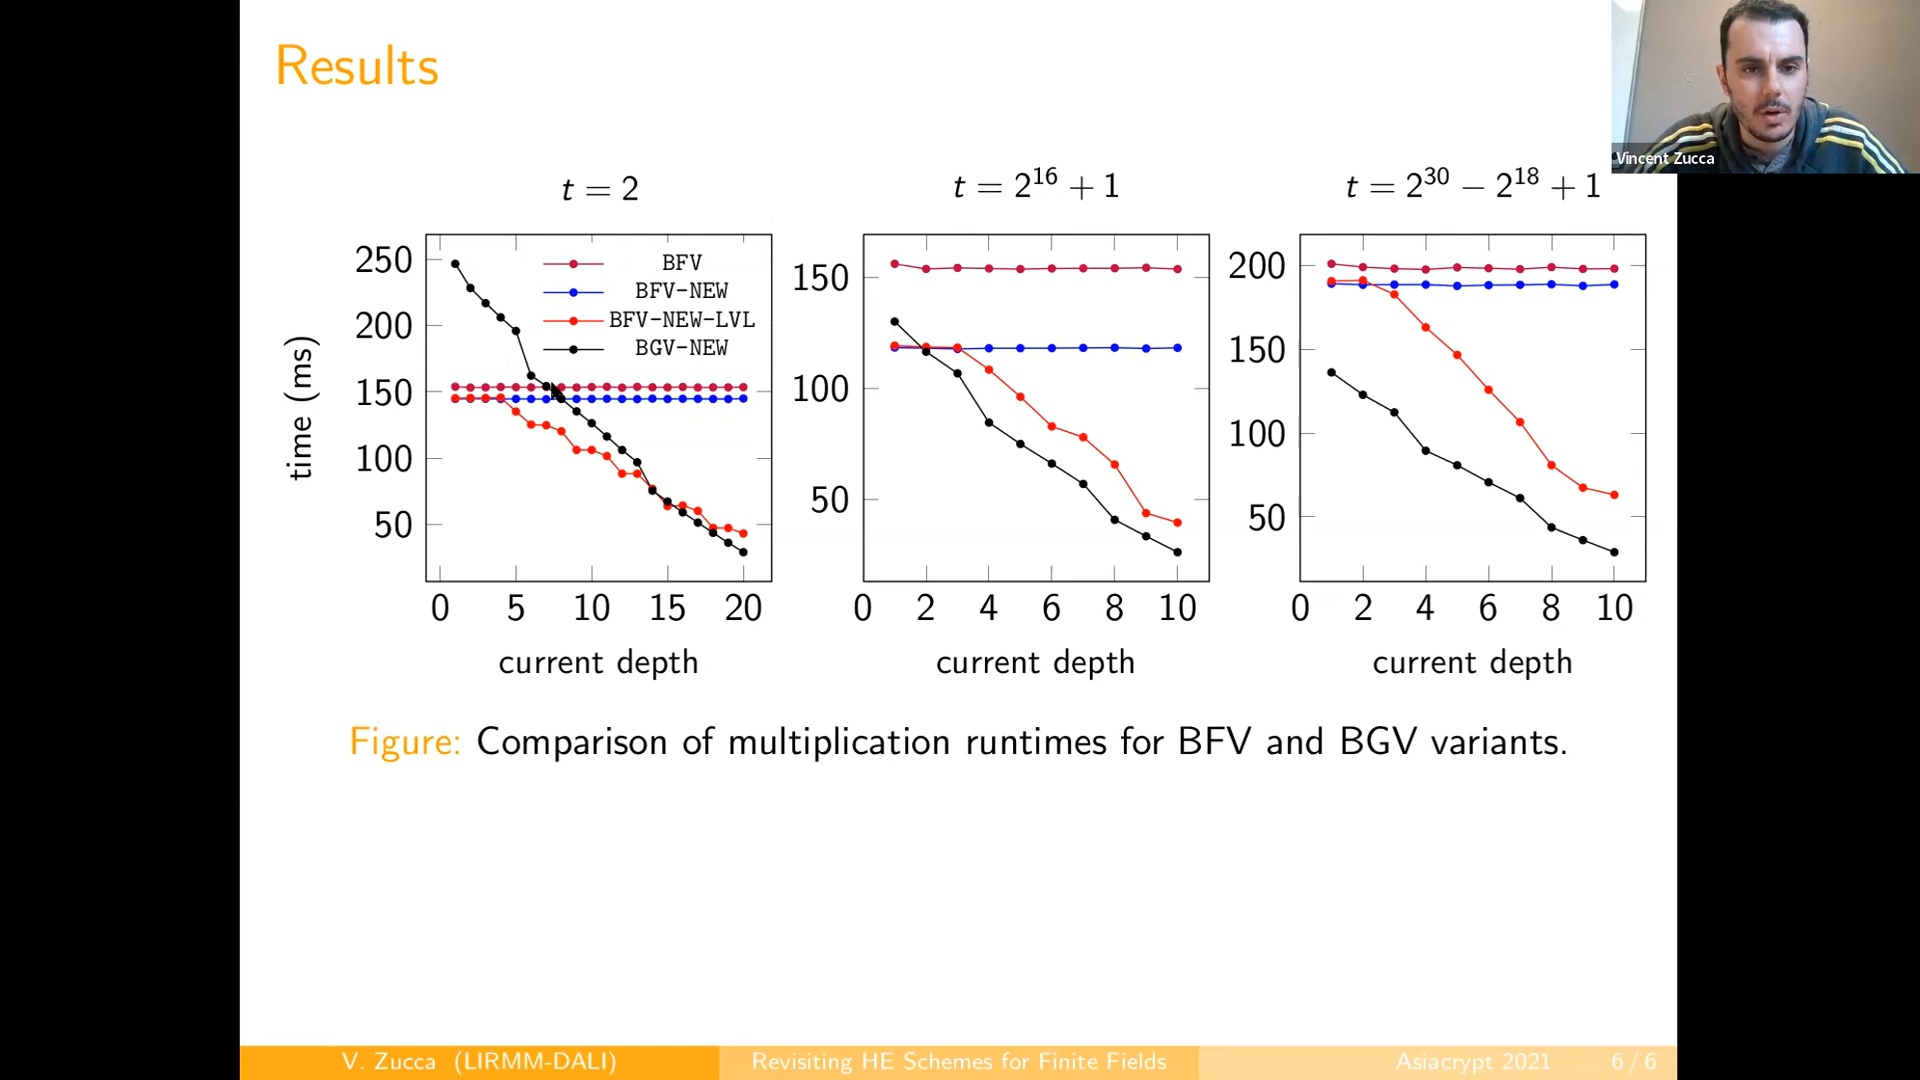 Results
Vincent Zucca
t = 2
t = 2^16 + 1
t = 2^30 − 2^18 + 1
time (ms)
250
200
150
100
50
BFV
BFV-NEW
BFV-NEW-LVL
BGV-NEW
0 5 10 15 20
current depth
150
100
50
0 2 4 6 8 10
current depth
200
150
100
50
0 2 4 6 8 10
current depth
Figure: Comparison of multiplication runtimes for BFV and BGV variants.
V. Zucca (LIRMM-DALI) Revisiting HE Schemes for Finite Fields Asiacrypt 2021 6 / 6